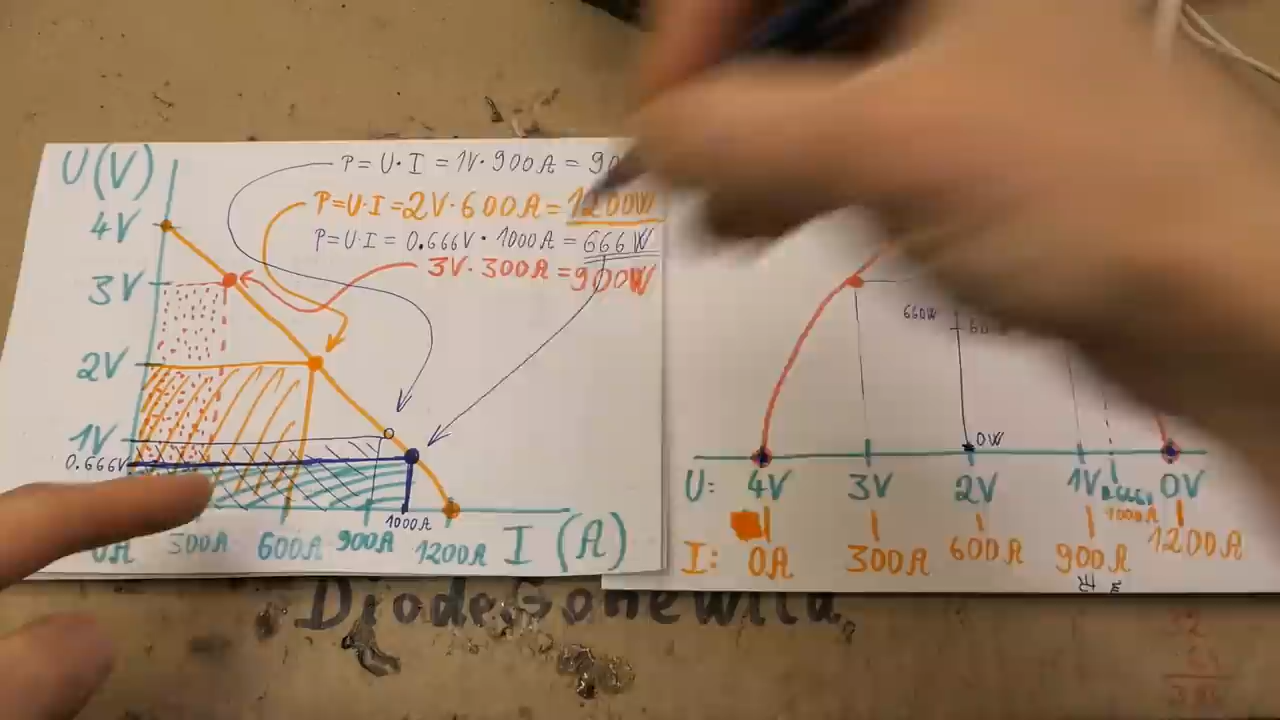 U(V)
P = U·I = 1V·900A = 90
P=U·I=2V·600A=1200W
P=U·I = 0.666V·1000A = 666W
3V·300A=900W
4V
3V
2V
1V
0.666V
0A 300A 600A 900A 1000A 1200A I (A)
660W
0W
U: 4V 3V 2V 1V 0V
1000A
I: 0A 300A 600A 900A 1200A
DiodeGoneWild
32